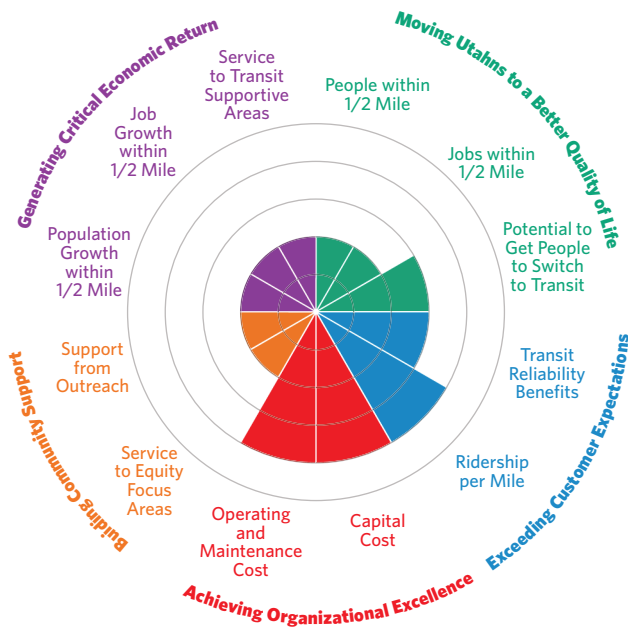 Generating Critical Economic Return
Moving Utahns to a Better Quality of Life
Service
to Transit
Supportive
Areas
People within
1/2 Mile
Job
Growth
within
1/2 Mile
Jobs within
1/2 Mile
Population
Growth
within
1/2 Mile
Potential to
Get People
to Switch
to Transit
Support
from
Outreach
Transit
Reliability
Benefits
Building Community Support
Exceeding Customer Expectations
Service
to Equity
Focus
Areas
Ridership
per Mile
Operating
and
Maintenance
Cost
Capital
Cost
Achieving Organizational Excellence